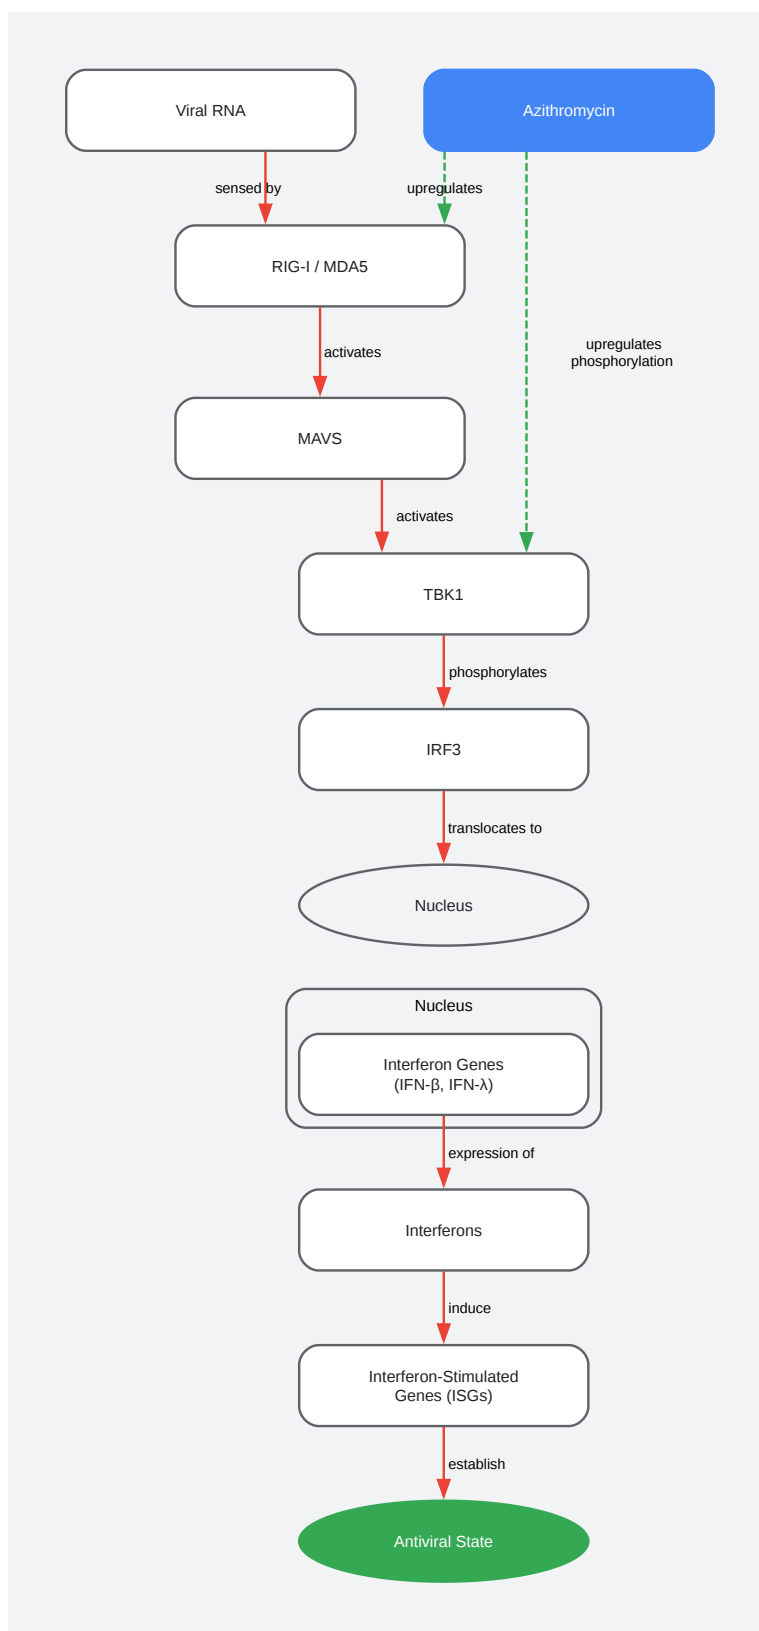 Viral RNA
Azithromycin
sensed by
upregulates
RIG-I / MDA5
upregulates
phosphorylation
activates
MAVS
activates
TBK1
phosphorylates
IRF3
translocates to
Nucleus
Nucleus
Interferon Genes
(IFN-β, IFN-λ)
expression of
Interferons
induce
Interferon-Stimulated
Genes (ISGs)
establish
Antiviral State